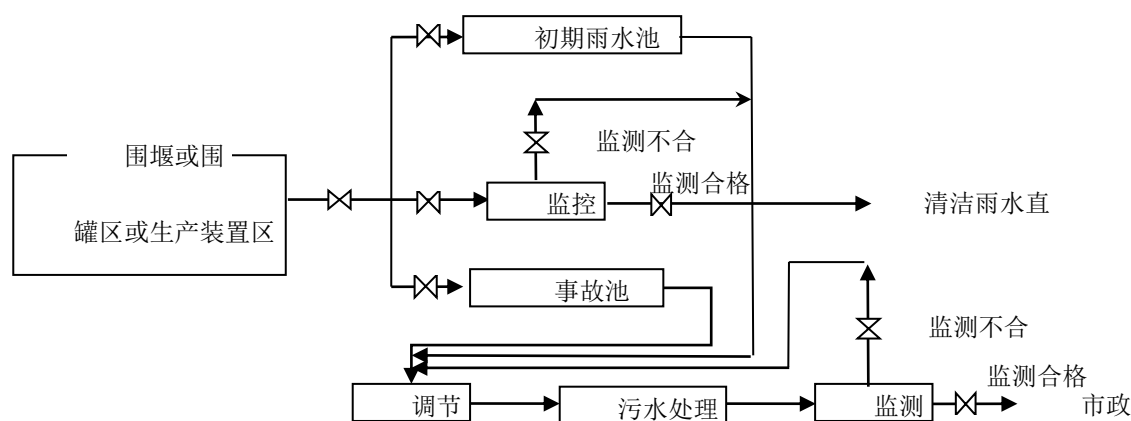 初期雨水池
围堰或围
监测不合
监测合格
罐区或生产装置区
监控
清洁雨水直
事故池
监测不合
监测合格
调节
污水处理
监测
市政